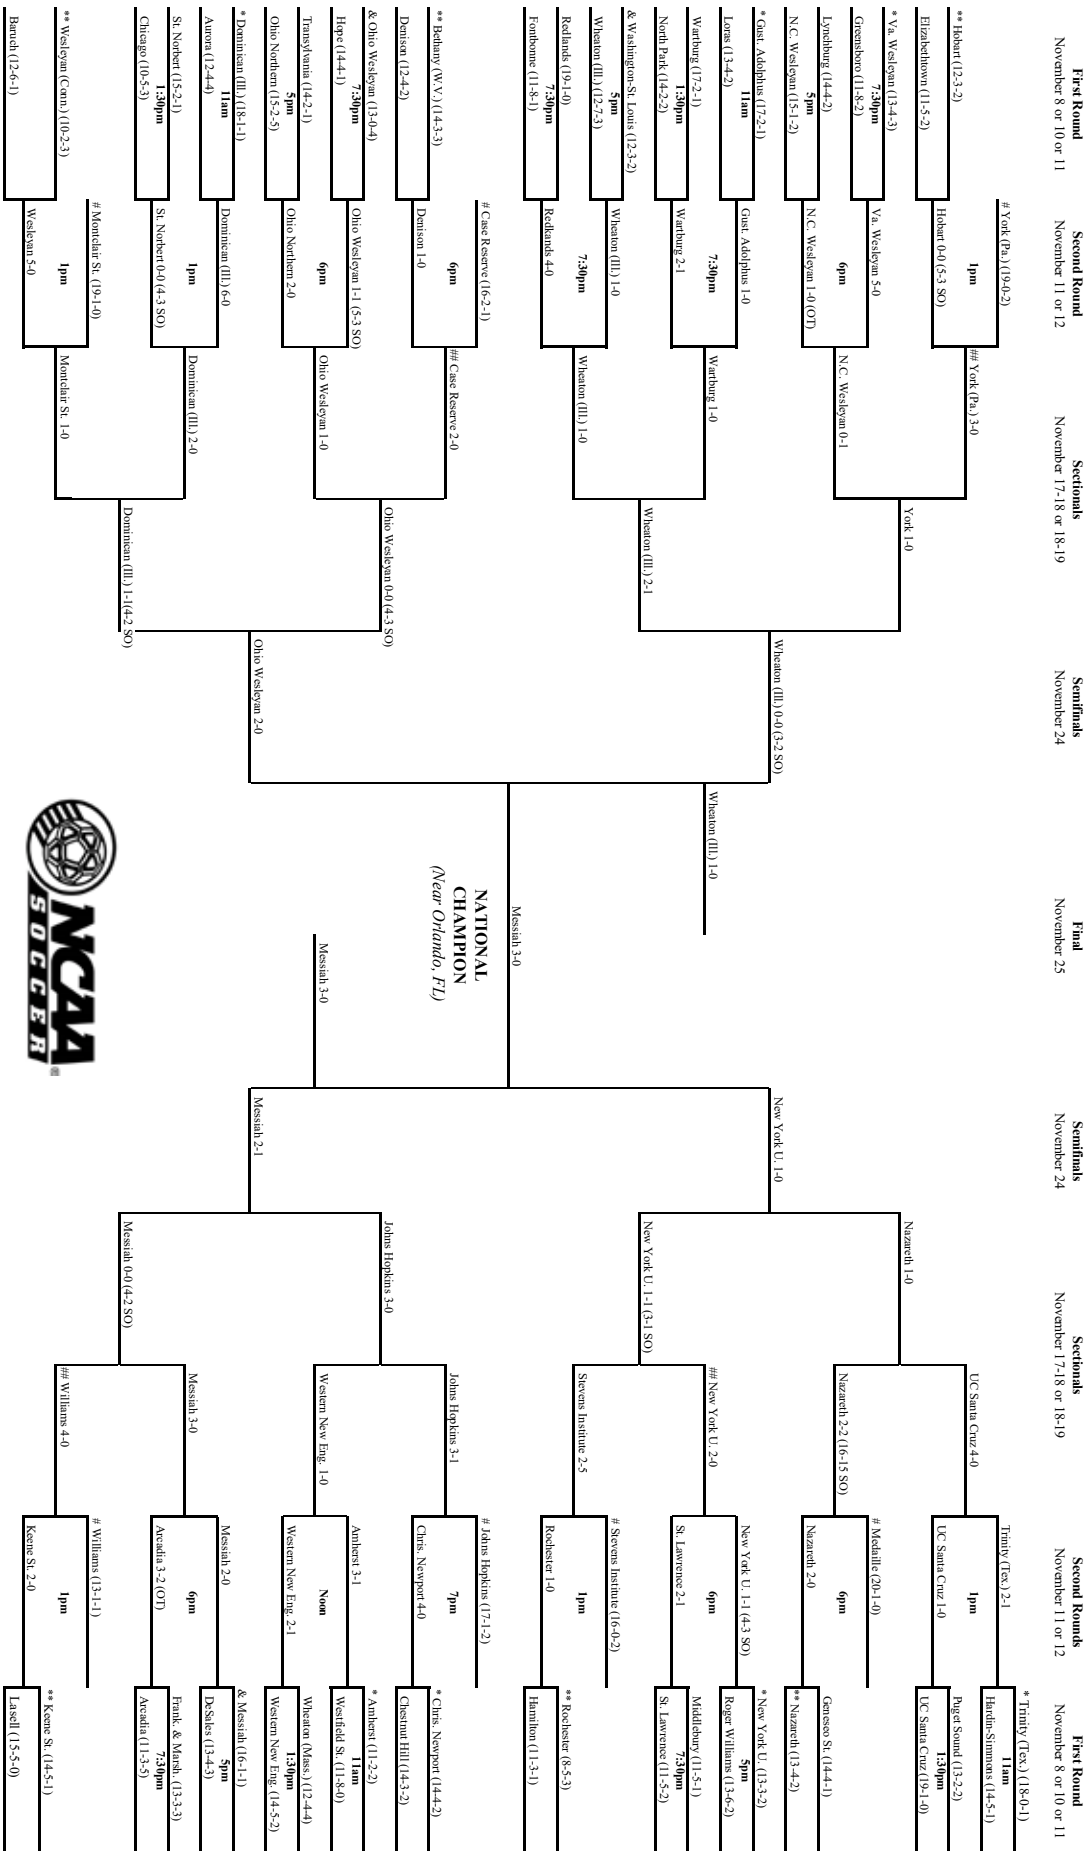 First Round
November 8 or 10 or 11
Second Round
November 11 or 12
Sectionals
November 17-18 or 18-19
Semifinals
November 24
Final
November 25
Semifinals
November 24
Sectionals
November 17-18 or 18-19
Second Rounds
November 11 or 12
First Round
November 8 or 10 or 11
** Hobart (12-3-2)
Elizabethtown (11-5-2)
* Va. Wesleyan (13-4-3)
7:30pm
Greensboro (11-8-2)
Lynchburg (14-4-2)
5pm
N.C. Wesleyan (15-1-2)
* Gust. Adolphus (17-2-1)
11am
Loras (13-4-2)
Wartburg (17-2-1)
1:30pm
North Park (14-2-2)
& Washington-St. Louis (12-3-2)
5pm
Wheaton (Ill.) (12-7-3)
Redlands (19-1-0)
7:30pm
Fontbonne (11-8-1)
** Bethany (W.V.) (14-3-3)
Denison (12-4-2)
& Ohio Wesleyan (13-0-4)
7:30pm
Hope (14-4-1)
Transylvania (14-2-1)
5pm
Ohio Northern (15-2-5)
* Dominican (Ill.) (18-1-1)
11am
Aurora (12-4-4)
St. Norbert (15-2-1)
1:30pm
Chicago (10-5-3)
** Wesleyan (Conn.) (10-2-3)
Baruch (12-6-1)
# York (Pa.) (19-0-2)
1pm
Hobart 0-0 (5-3 SO)
Va. Wesleyan 5-0
6pm
N.C. Wesleyan 1-0 (OT)
Gust. Adolphus 1-0
7:30pm
Wartburg 2-1
Wheaton (Ill.) 1-0
7:30pm
Redkands 4-0
# Case Reserve (16-2-1)
6pm
Denison 1-0
Ohio Wesleyan 1-1 (5-3 SO)
6pm
Ohio Northern 2-0
Dominican (Ill.) 6-0
1pm
St. Norbert 0-0 (4-3 SO)
# Montclair St. (19-1-0)
1pm
Wesleyan 5-0
## York (Pa.) 3-0
N.C. Wesleyan 0-1
Wartburg 1-0
Wheaton (Ill.) 1-0
## Case Reserve 2-0
Ohio Wesleyan 1-0
Dominican (Ill.) 2-0
Montclair St. 1-0
York 1-0
Wheaton (Ill.) 2-1
Ohio Wesleyan 0-0 (4-3 SO)
Dominican (Ill.) 1-1(4-2 SO)
Wheaton (Ill.) 0-0 (3-2 SO)
Ohio Wesleyan 2-0
Wheaton (Ill.) 1-0
Messiah 3-0
NATIONAL
CHAMPION
(Near Orlando, FL)
Messiah 3-0
NCAA
SOCCER
®
New York U. 1-0
Messiah 2-1
Nazareth 1-0
New York U. 1-1 (3-1 SO)
Johns Hopkins 3-0
Messiah 0-0 (4-2 SO)
UC Santa Cruz 4-0
Nazareth 2-2 (16-15 SO)
## New York U. 2-0
Stevens Institute 2-5
Johns Hopkins 3-1
Western New Eng. 1-0
Messiah 3-0
## Williams 4-0
Trinity (Tex.) 2-1
1pm
UC Santa Cruz 1-0
# Medaille (20-1-0)
6pm
Nazareth 2-0
New York U. 1-1 (4-3 SO)
6pm
St. Lawrence 2-1
# Stevens Institute (16-0-2)
1pm
Rochester 1-0
# Johns Hopkins (17-1-2)
7pm
Chris. Newport 4-0
Amherst 3-1
Noon
Western New Eng. 2-1
Messiah 2-0
6pm
Arcadia 3-2 (OT)
# Williams (13-1-1)
1pm
Keene St. 2-0
* Trinity (Tex.) (18-0-1)
11am
Hardin-Simmons (14-5-1)
Puget Sound (13-2-2)
1:30pm
UC Santa Cruz (19-1-0)
Geneseo St. (14-4-1)
** Nazareth (13-4-2)
* New York U. (13-3-2)
5pm
Roger Williams (13-6-2)
Middlebury (11-5-1)
7:30pm
St. Lawrence (11-5-2)
** Rochester (8-5-3)
Hamilton (11-3-1)
* Chris. Newport (14-4-2)
Chestnut Hill (14-3-2)
* Amherst (11-2-2)
11am
Westfield St. (11-8-0)
Wheaton (Mass.) (12-4-4)
1:30pm
Western New Eng. (14-5-2)
& Messiah (16-1-1)
5pm
DeSales (13-4-3)
Frank. & Marsh. (13-3-3)
7:30pm
Arcadia (11-3-5)
** Keene St. (14-5-1)
Lasell (15-5-0)